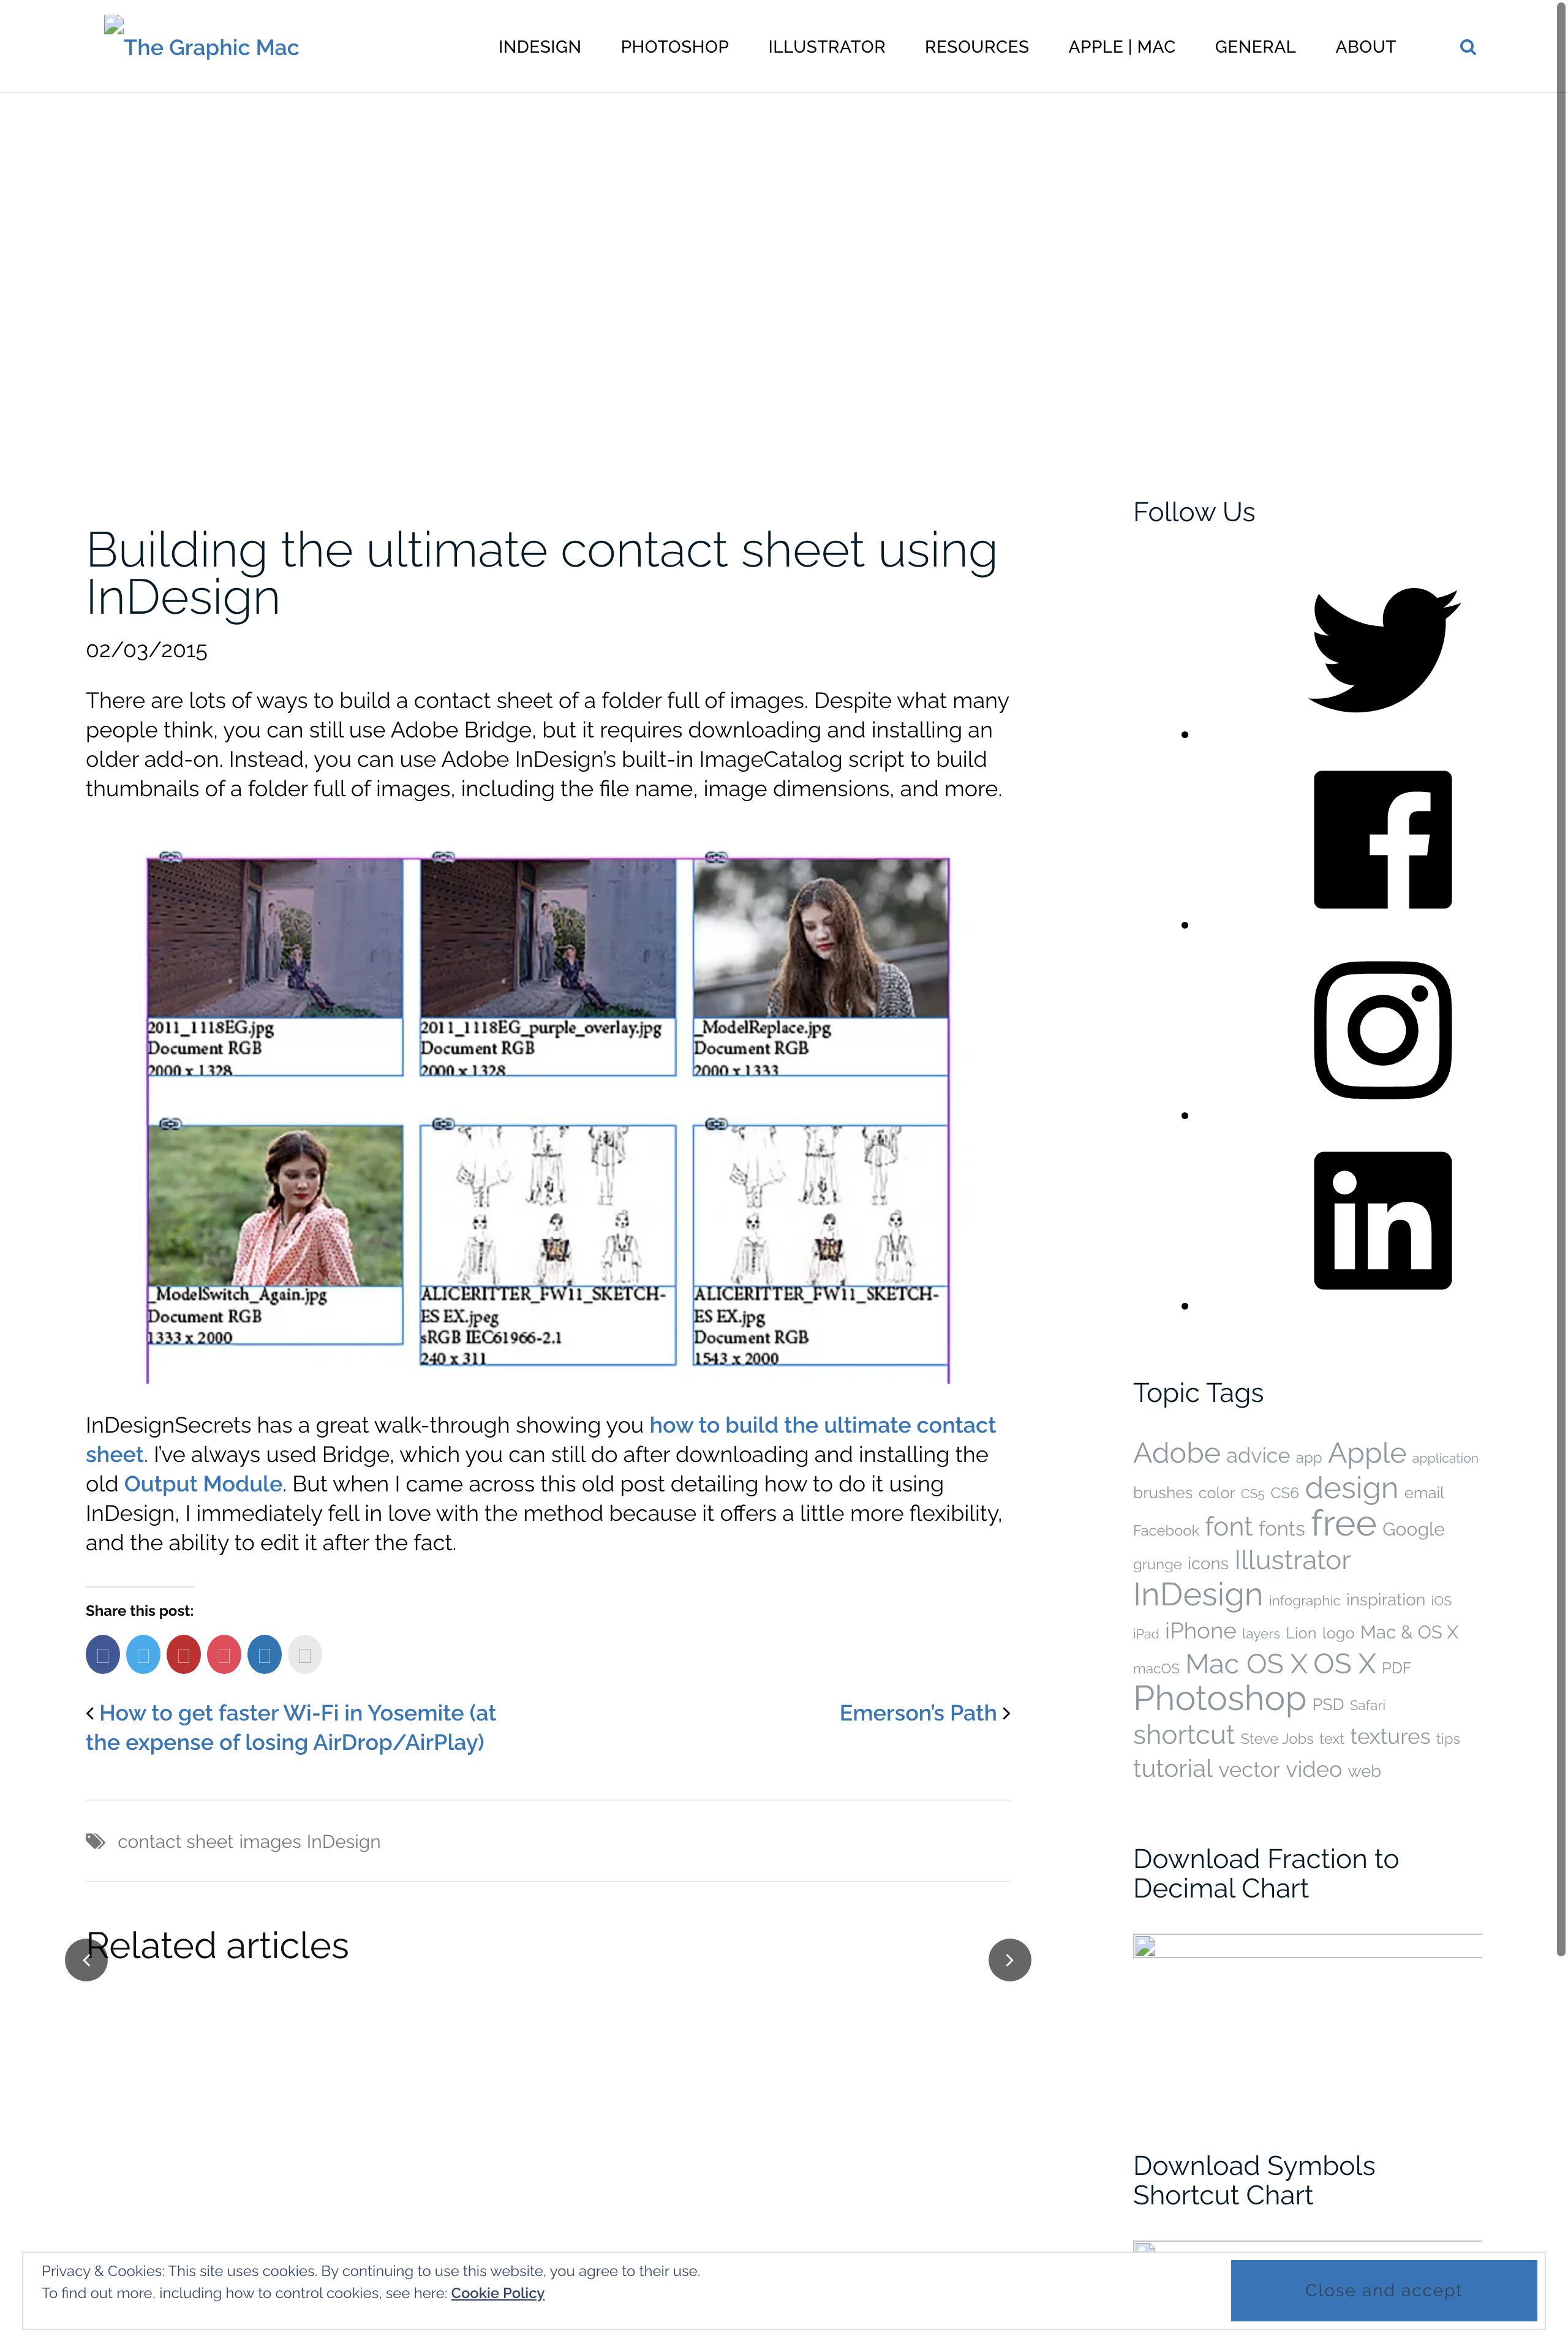 The Graphic Mac
INDESIGN PHOTOSHOP ILLUSTRATOR RESOURCES APPLE | MAC GENERAL ABOUT
Building the ultimate contact sheet using
InDesign
02/03/2015
There are lots of ways to build a contact sheet of a folder full of images. Despite what many
people think, you can still use Adobe Bridge, but it requires downloading and installing an
older add-on. Instead, you can use Adobe InDesign’s built-in ImageCatalog script to build
thumbnails of a folder full of images, including the file name, image dimensions, and more.
2011_1118EG.jpg
Document RGB
2000 x 1328
2011_1118EG_purple_overlay.jpg
Document RGB
2000 x 1328
_ModelReplace.jpg
Document RGB
2000 x 1333
_ModelSwitch_Again.jpg
Document RGB
1333 x 2000
ALICERITTER_FW11_SKETCH-
ES EX.jpeg
sRGB IEC61966-2.1
240 x 311
ALICERITTER_FW11_SKETCH-
ES EX.jpg
Document RGB
1543 x 2000
InDesignSecrets has a great walk-through showing you how to build the ultimate contact
sheet. I’ve always used Bridge, which you can still do after downloading and installing the
old Output Module. But when I came across this old post detailing how to do it using
InDesign, I immediately fell in love with the method because it offers a little more flexibility,
and the ability to edit it after the fact.
Share this post:
How to get faster Wi-Fi in Yosemite (at
the expense of losing AirDrop/AirPlay)
Emerson’s Path
contact sheet images InDesign
Related articles
Follow Us
Topic Tags
Adobe advice app Apple application
brushes color CS5 CS6 design email
Facebook font fonts free Google
grunge icons Illustrator
InDesign infographic inspiration iOS
iPad iPhone layers Lion logo Mac & OS X
macOS Mac OS X OS X PDF
Photoshop PSD Safari
shortcut Steve Jobs text textures tips
tutorial vector video web
Download Fraction to
Decimal Chart
Download Symbols
Shortcut Chart
Privacy & Cookies: This site uses cookies. By continuing to use this website, you agree to their use.
To find out more, including how to control cookies, see here: Cookie Policy
Close and accept